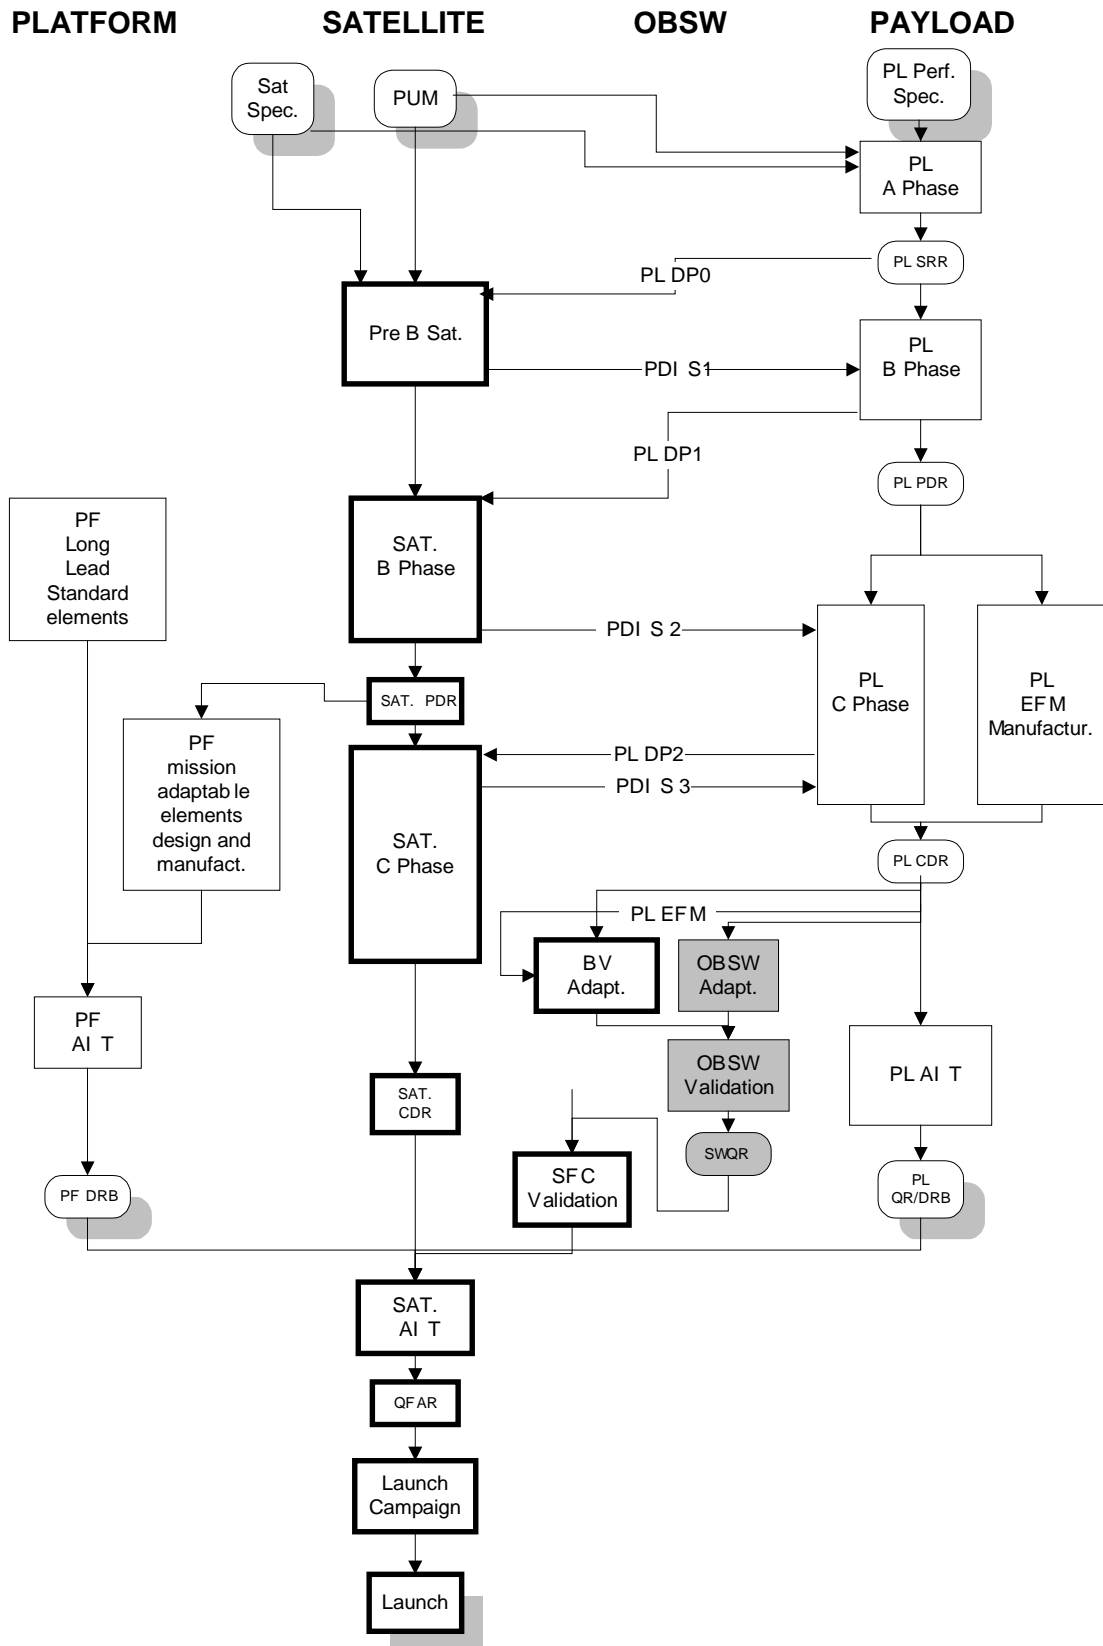 PLATFORM SATELLITE OBSW PAYLOAD
Sat
Spec.
PUM
PL Perf.
Spec.
PL
A Phase
PL SRR
PL DP0
Pre B Sat.
PL
B Phase
PDI S1
PL DP1
PL PDR
PF
Long
Lead
Standard
elements
SAT.
B Phase
PDI S 2
PL
C Phase
PL
EFM
Manufactur.
SAT. PDR
PF
mission
adaptable
elements
design and
manufact.
PL DP2
PDI S 3
SAT.
C Phase
PL CDR
PL EFM
BV
Adapt.
OBSW
Adapt.
PF
AI T
OBSW
Validation
PL AI T
SAT.
CDR
SWQR
SFC
Validation
PF DRB
PL
QR/DRB
SAT.
AI T
QFAR
Launch
Campaign
Launch